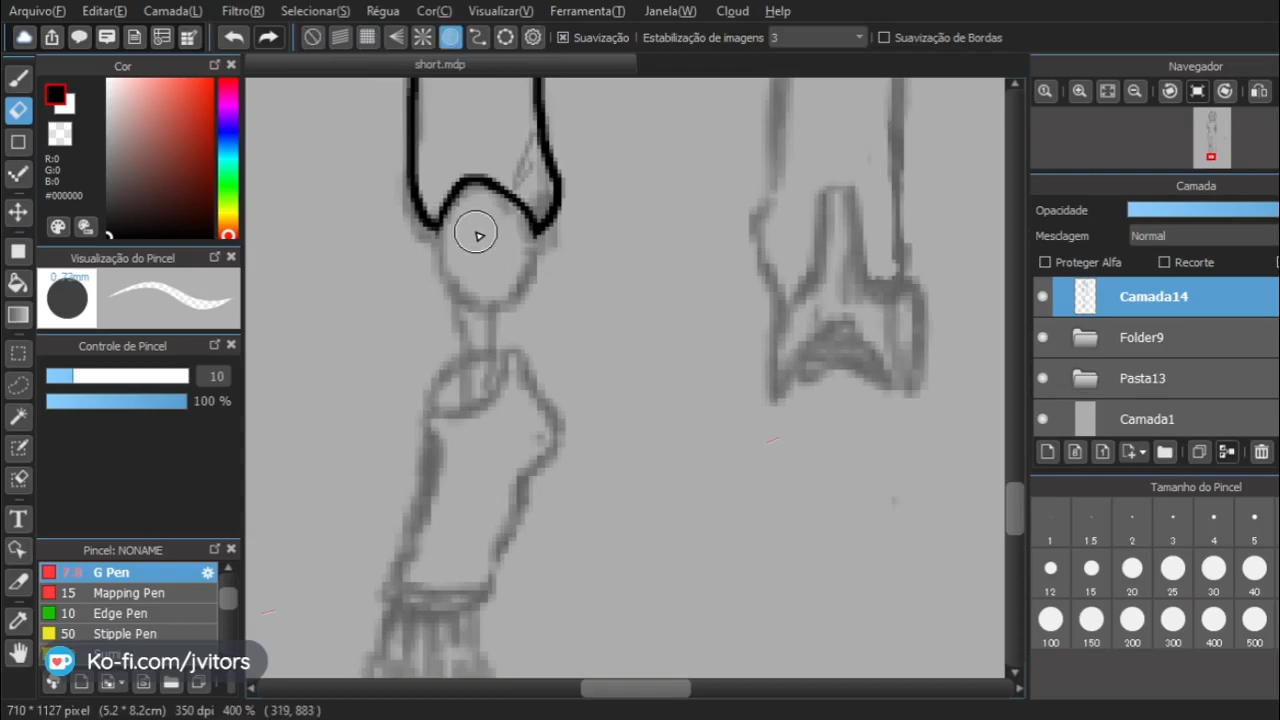 Arquivo(F) Editar(E) Camada(L) Filtro(R) Selecionar(S) Régua Cor(C) Visualizar(V) Ferramenta(T) Janela(W) Cloud Help
Suavização Estabilização de imagens 3 Suavização de Bordas
Cor short.mdp Navegador
R:0
G:0
B:0
#000000
Camada
Opacidade
Mesclagem Normal
Visualização do Pincel Proteger Alfa Recorte
0.73mm
Camada14
Folder9
Controle de Pincel
10
100 %
Pasta13
Camada1
Tamanho do Pincel
1 1.5 2 3 4 5
Pincel: NONAME
7.8 G Pen
15 Mapping Pen
10 Edge Pen
50 Stipple Pen
12 15 20 25 30 40
100 150 200 300 400 500
Ko-fi.com/jvitors
710 * 1127 pixel (5.2 * 8.2cm) 350 dpi 400 % ( 319, 883 )